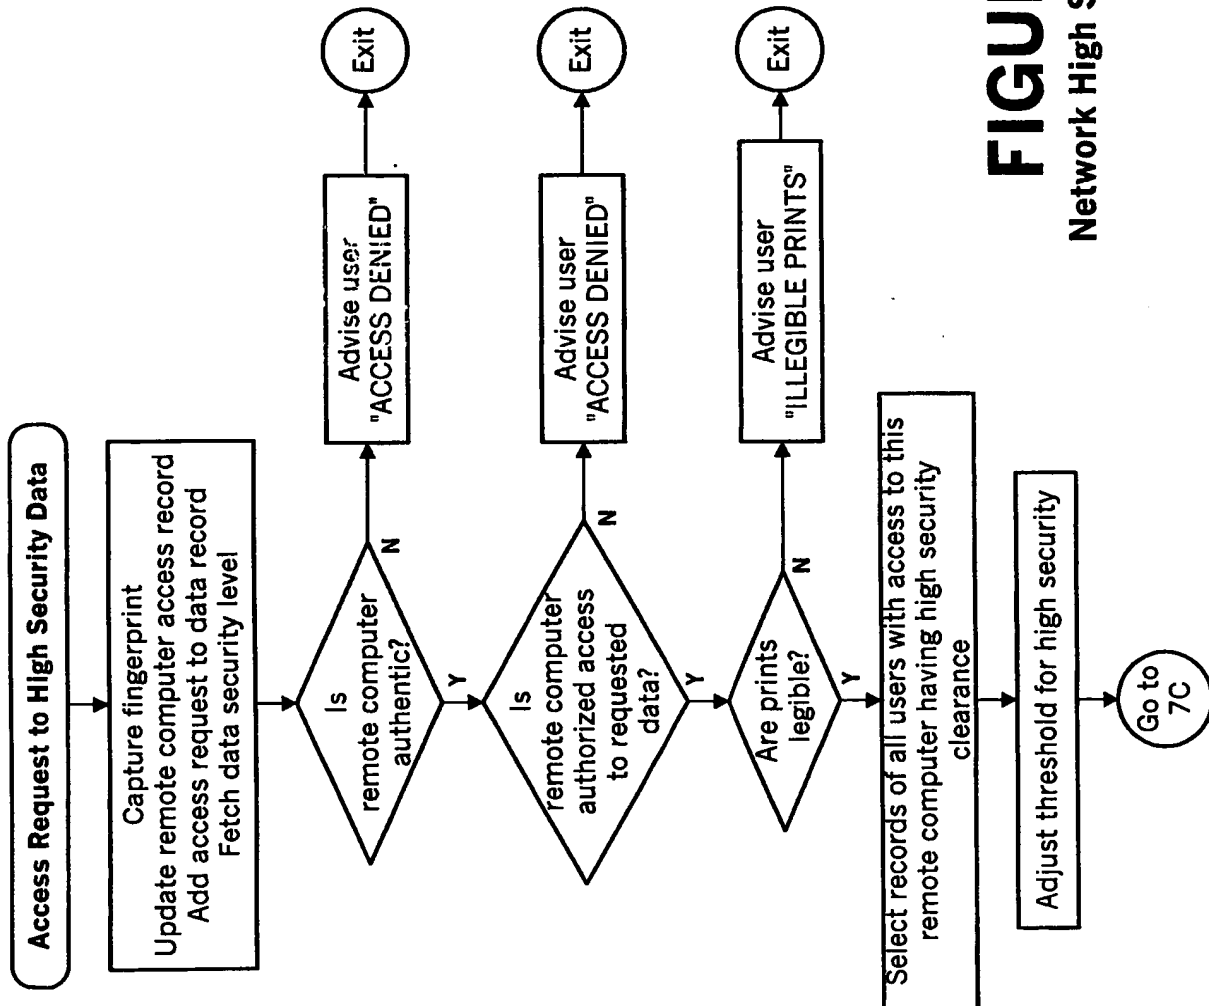 Access Request to High Security Data
Capture fingerprint
Update remote computer access record
Add access request to data record
Fetch data security level
Is
remote computer
authentic?
N
Advise user
"ACCESS DENIED"
Exit
Y
Is
remote computer
authorized access
to requested
data?
N
Advise user
"ACCESS DENIED"
Exit
Y
Are prints
legible?
N
Advise user
"ILLEGIBLE PRINTS"
Exit
Y
Select records of all users with access to this
remote computer having high security
clearance
Adjust threshold for high security
Go to
7C
Network High